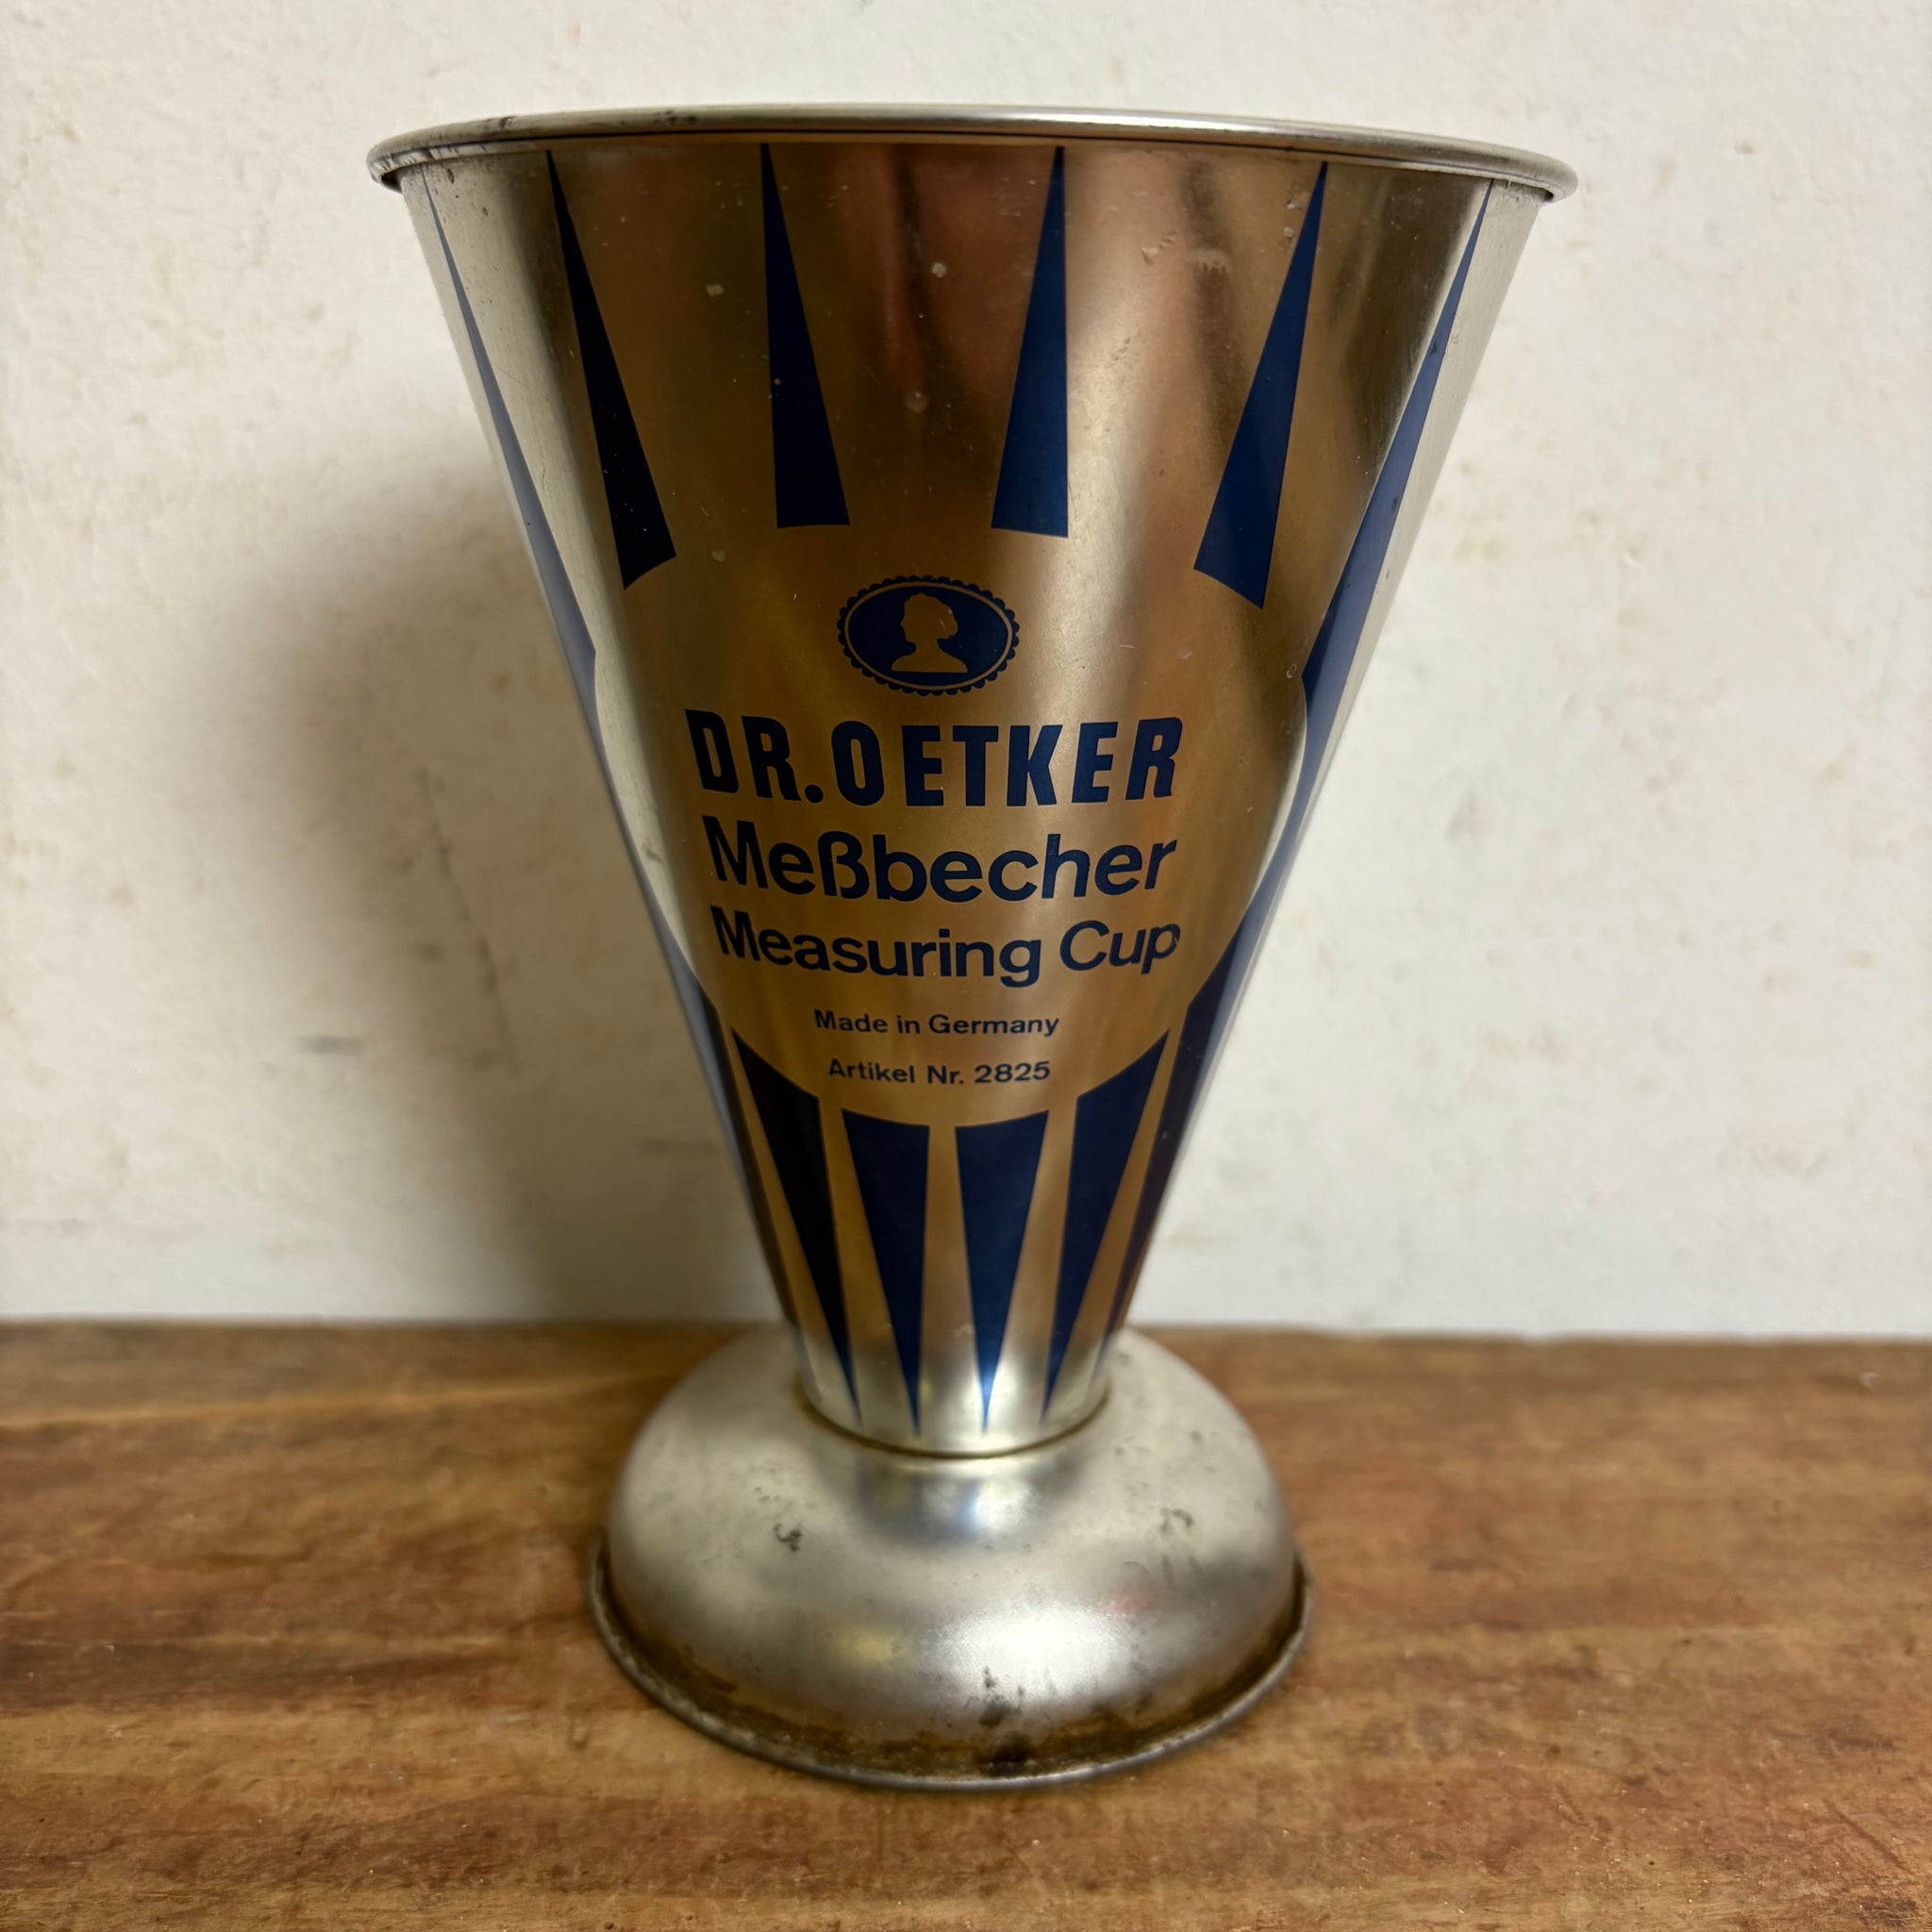 DR.OETKER
Meßbecher
Measuring Cup
Made in Germany
Artikel Nr. 2825